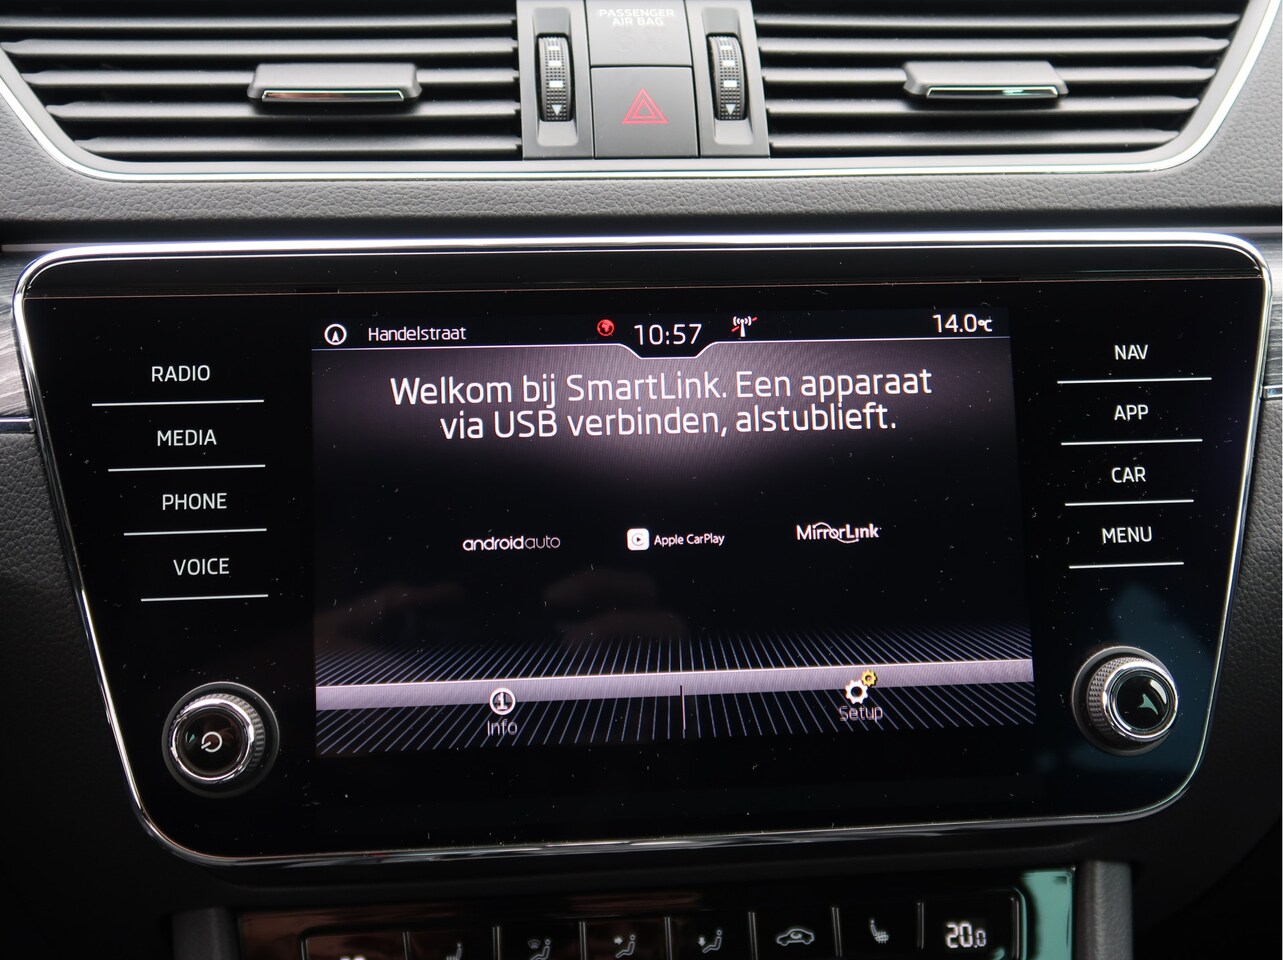 PASSENGER
AIR BAG
Handelstraat
10:57
14.0°C
RADIO
MEDIA
PHONE
VOICE
Welkom bij SmartLink. Een apparaat
via USB verbinden, alstublieft.
androidauto
Apple CarPlay
MirrorLink
Info
Setup
NAV
APP
CAR
MENU
20.0